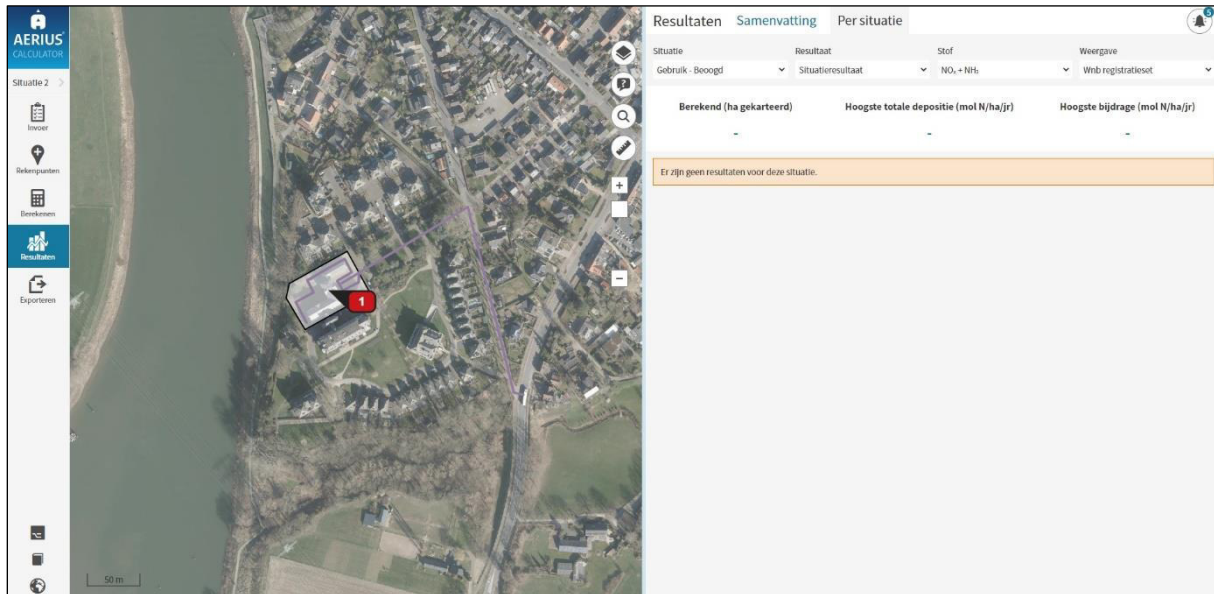 AERIUS
CALCULATOR
Situatie 2
Invoer
Rekenpunten
Berekenen
Resultaten
Exporteren
1
50 m
Resultaten Samenvatting Per situatie
5
Situatie Resultaat Stof Weergave
Gebruik - Beoogd Situatieresultaat NOₓ + NH₃ Wnb registratieset
Berekend (ha gekarteerd) Hoogste totale depositie (mol N/ha/jr) Hoogste bijdrage (mol N/ha/jr)
- - -
Er zijn geen resultaten voor deze situatie.